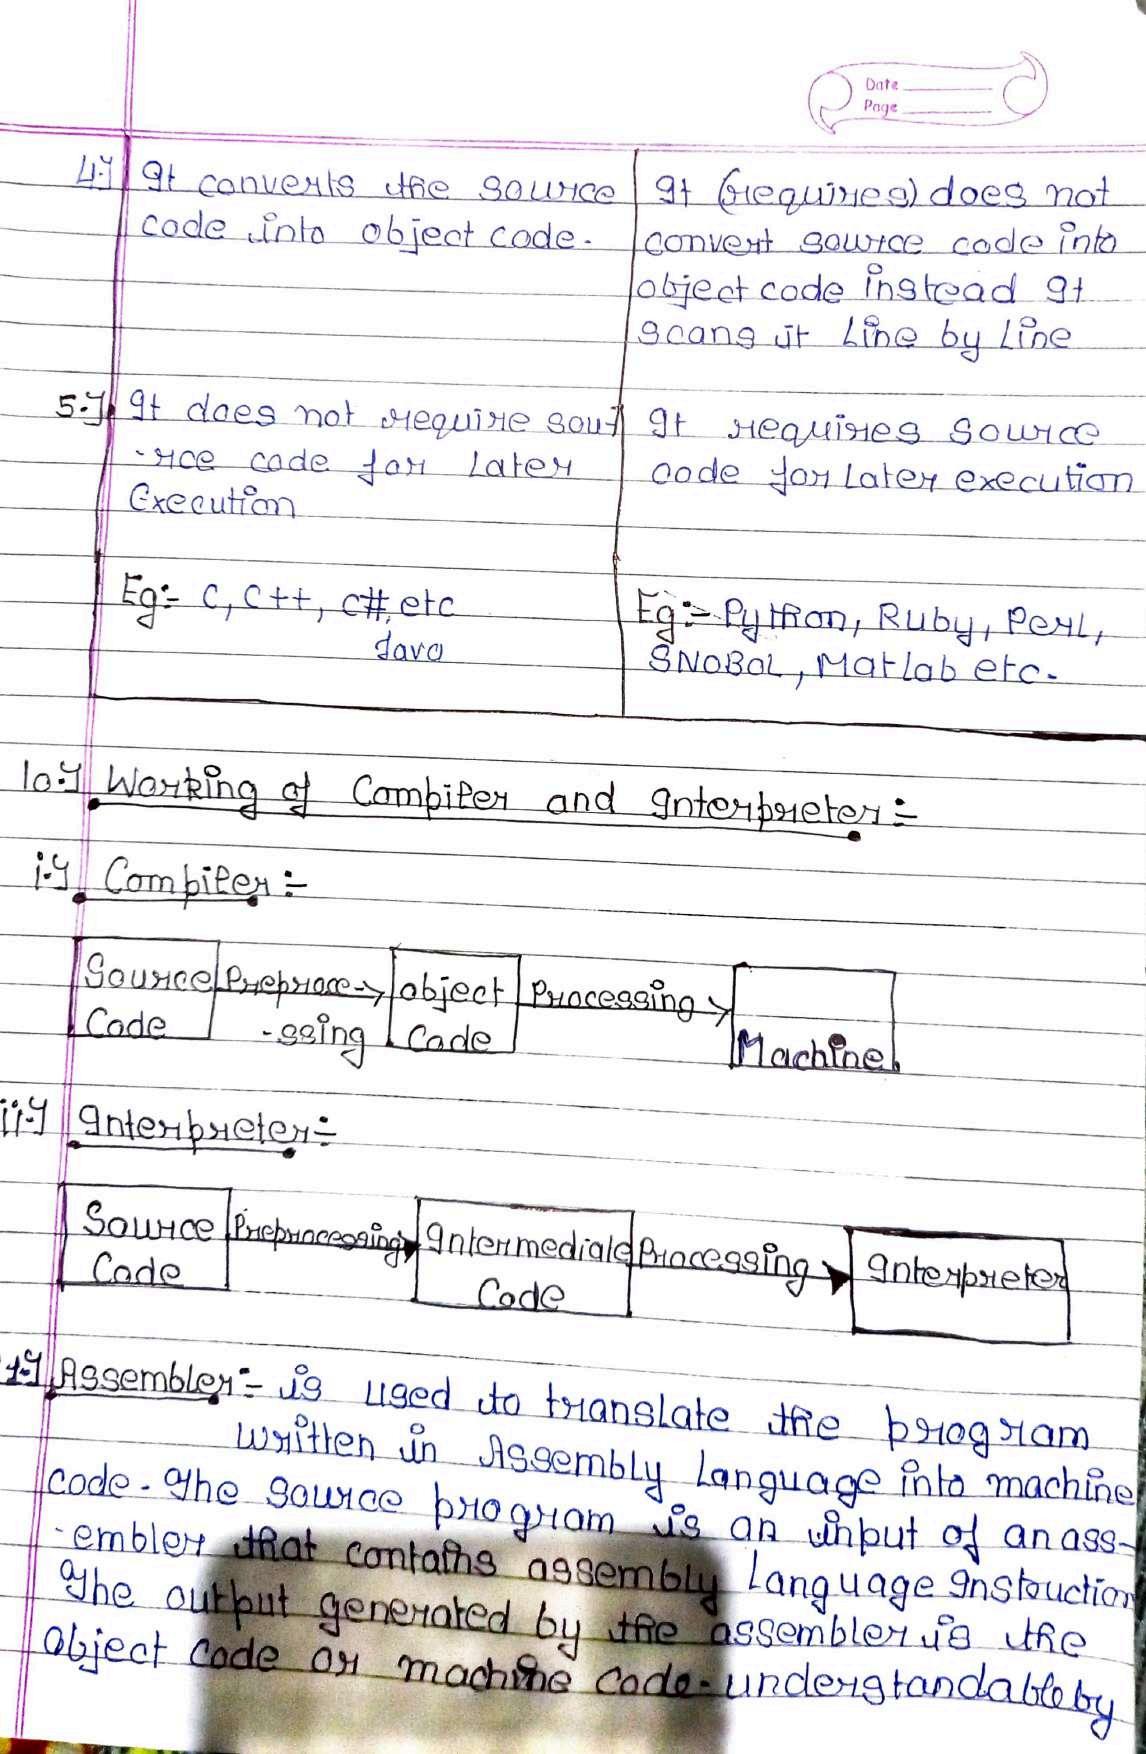 Date
Page
4.} It converts the source
code into object code.
It (requires) does not
convert source code into
object code instead It
scans it Line by Line
5.} It does not require sou-
-rce code for Later
Execution
It requires source
code for Later execution
Eg:- C, C++, C#, etc
Java
Eg:- Python, Ruby, Perl,
SNOBOL, Matlab etc.
10.} Working of Compiler and Interpreter:-
i.} Compiler:-
Source Preproce- object Processing
Code -ssing Code Machine
ii.} Interpreter:-
Source Preprocessing Intermediate Processing Interpreter
Code Code
Assembler:- is used to translate the program
written in Assembly Language into machine
code. The source program is an input of an ass-
-embler that contains assembly Language Instruction
The output generated by the assembler is the
object code or machine code. understandable by